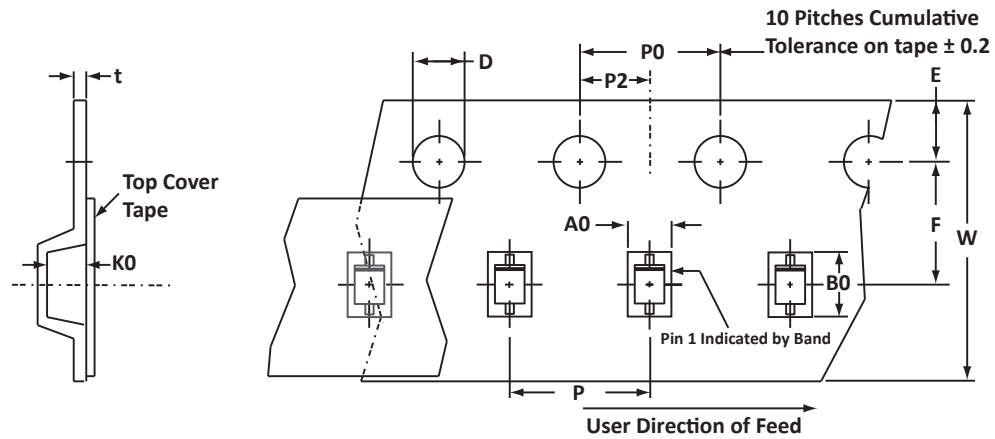 10 Pitches Cumulative
Tolerance on tape ± 0.2
P0
D
t
P2
E
Top Cover
Tape
A0
F
W
K0
B0
Pin 1 Indicated by Band
P
User Direction of Feed